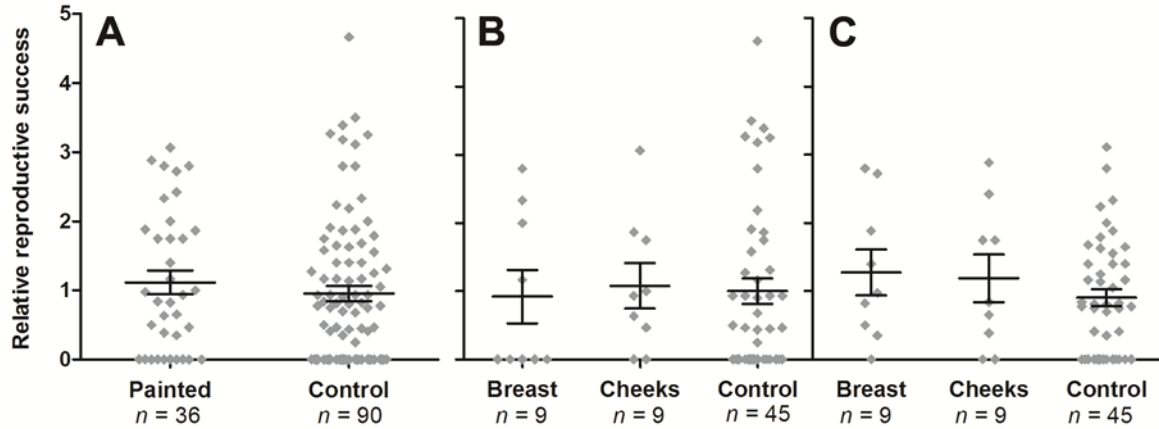 A B C
Relative reproductive success
5
4
3
2
1
0
Painted Control Breast Cheeks Control Breast Cheeks Control
n = 36 n = 90 n = 9 n = 9 n = 45 n = 9 n = 9 n = 45